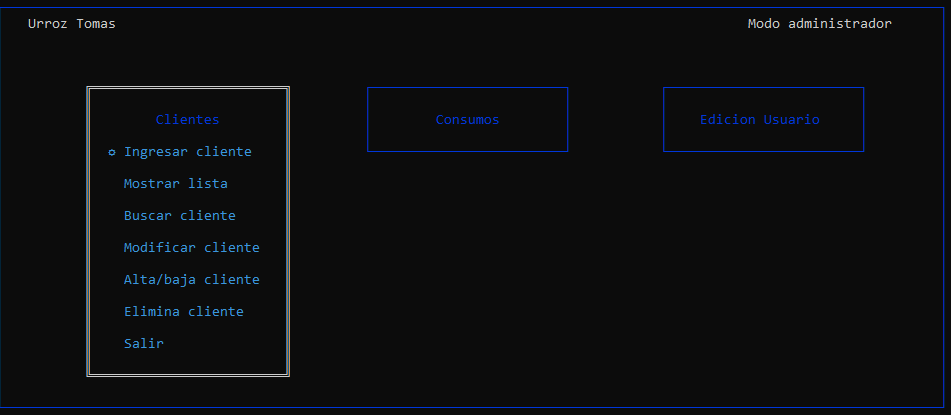 Urroz Tomas
Modo administrador
Clientes
Consumos
Edicion Usuario
Ingresar cliente
Mostrar lista
Buscar cliente
Modificar cliente
Alta/baja cliente
Elimina cliente
Salir